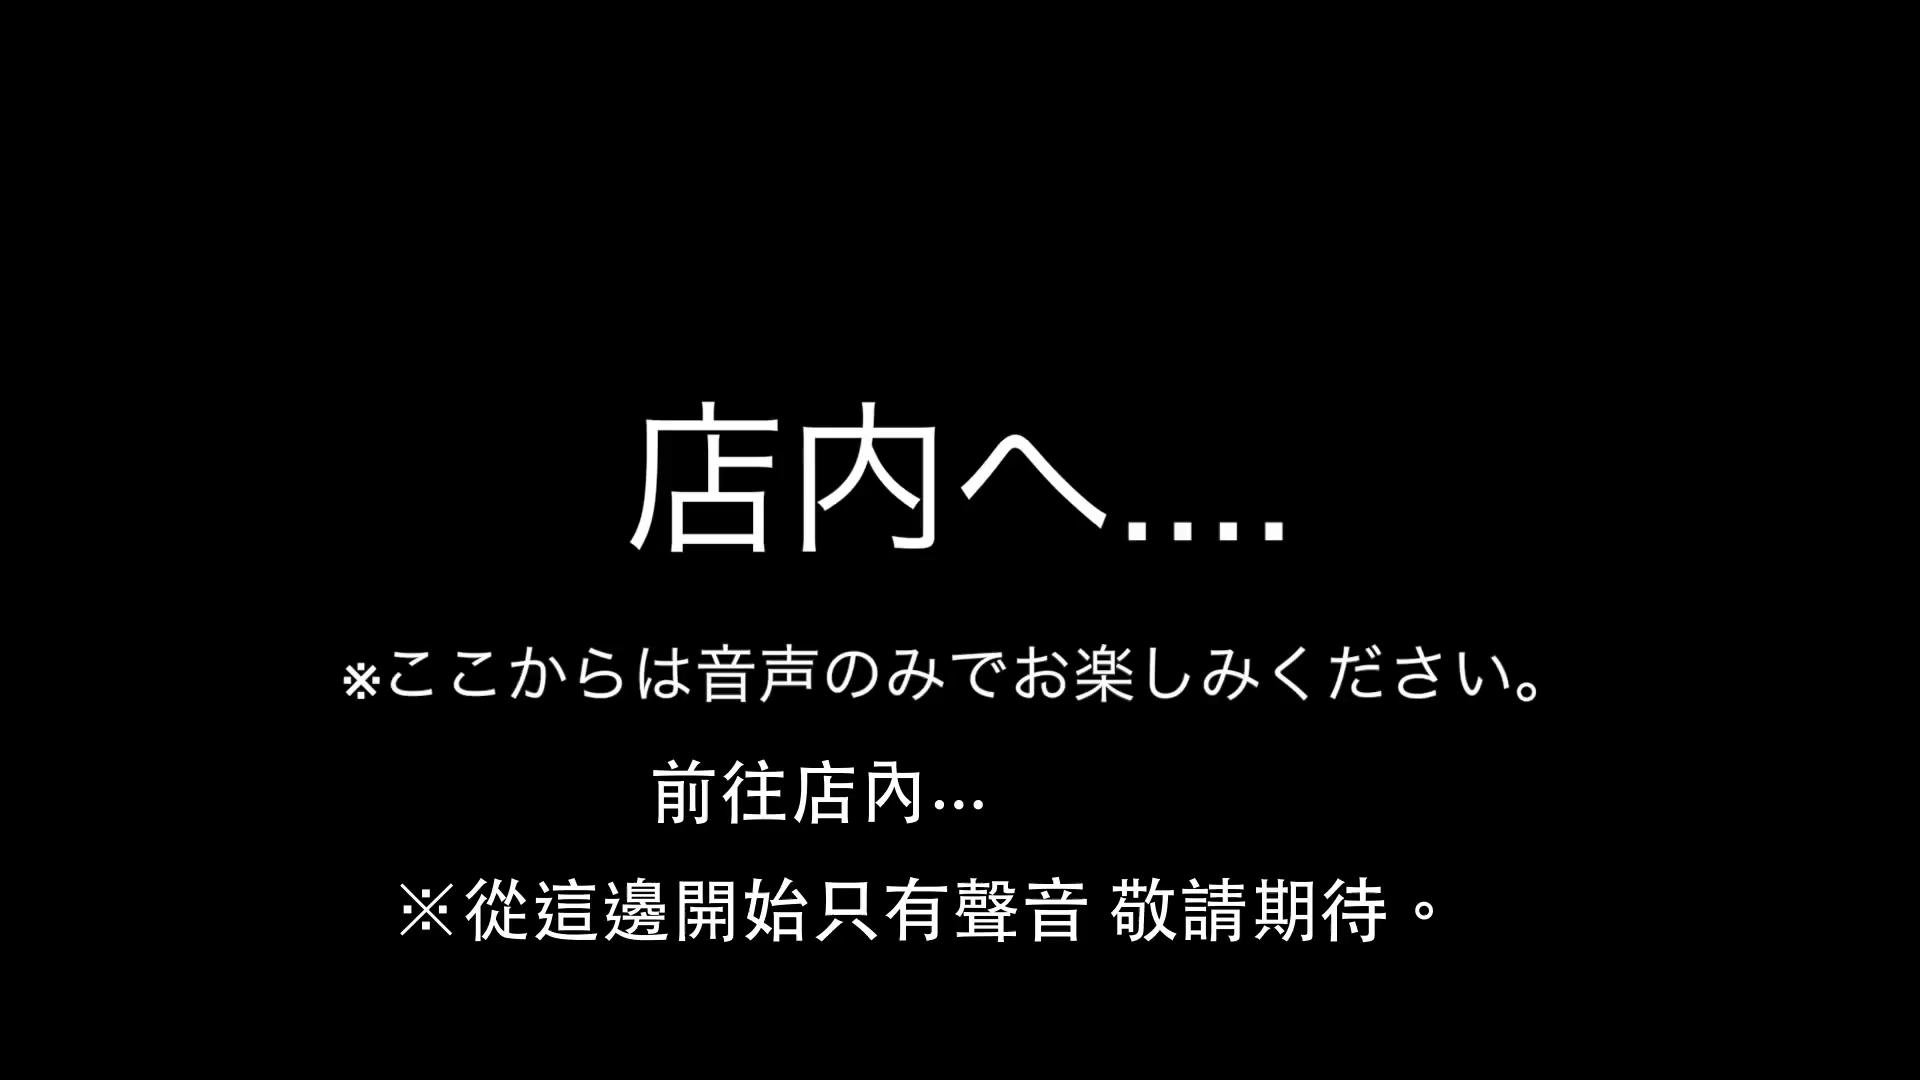 店内へ....
※ここからは音声のみでお楽しみください。
前往店內...
※從這邊開始只有聲音 敬請期待。